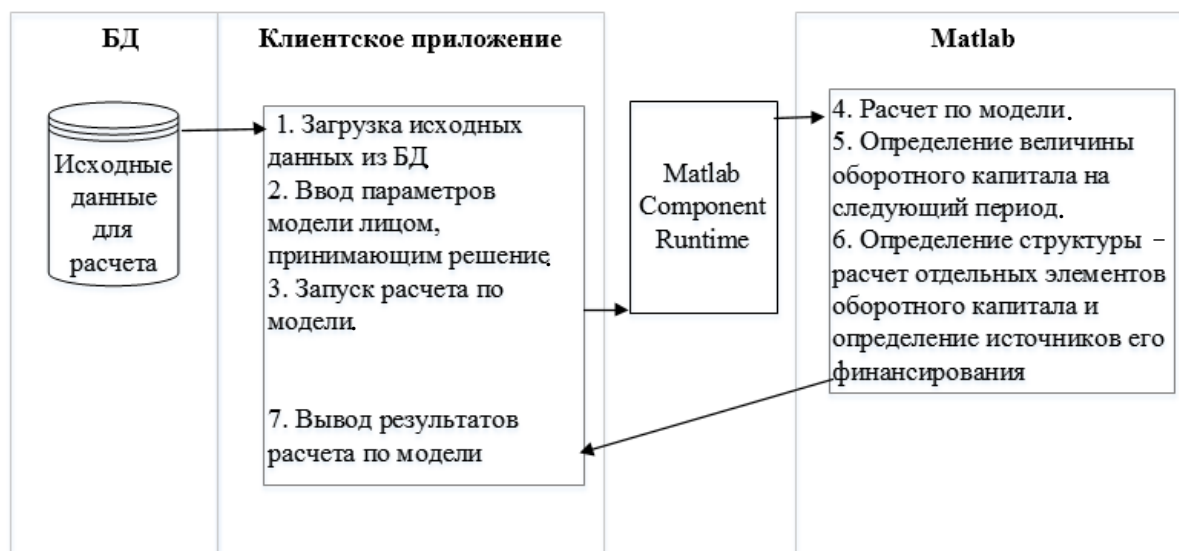 БД
Клиентское приложение
Matlab
Исходные
данные
для
расчета
1. Загрузка исходных
данных из БД
2. Ввод параметров
модели лицом,
принимающим решение.
3. Запуск расчета по
модели.
7. Вывод результатов
расчета по модели
Matlab
Component
Runtime
4. Расчет по модели.
5. Определение величины
оборотного капитала на
следующий период.
6. Определение структуры –
расчет отдельных элементов
оборотного капитала и
определение источников его
финансирования